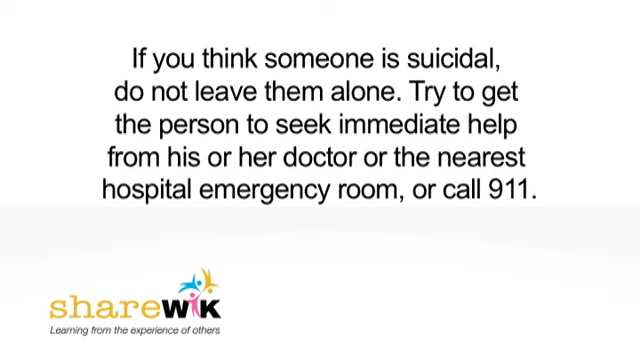 If you think someone is suicidal,
do not leave them alone. Try to get
the person to seek immediate help
from his or her doctor or the nearest
hospital emergency room, or call 911.
sharewik
Learning from the experience of others